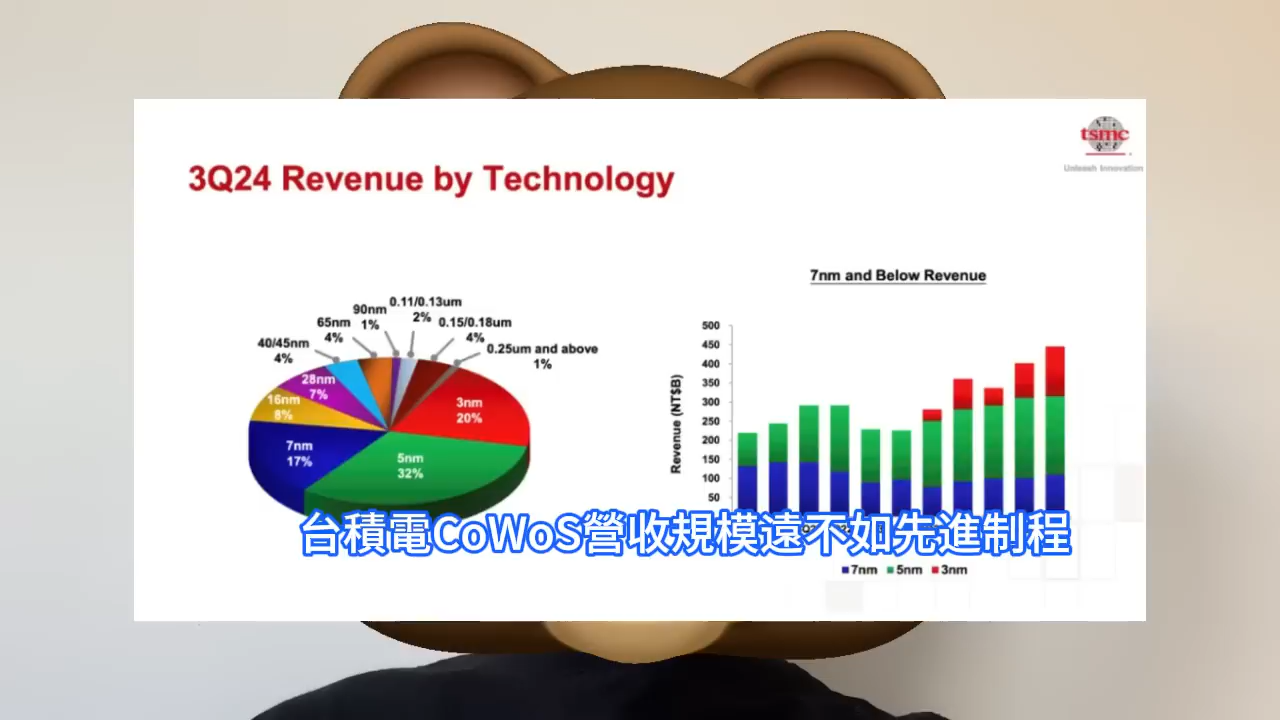 tsmc
Unleash Innovation
3Q24 Revenue by Technology
7nm and Below Revenue
0.11/0.13um
2%
90nm
1%
65nm
4%
0.15/0.18um
4%
40/45nm
4%
0.25um and above
1%
28nm
7%
16nm
8%
3nm
20%
7nm
17%
5nm
32%
Revenue (NT$B)
500
450
400
350
300
250
200
150
100
50
台積電CoWoS營收規模遠不如先進制程
7nm 5nm 3nm